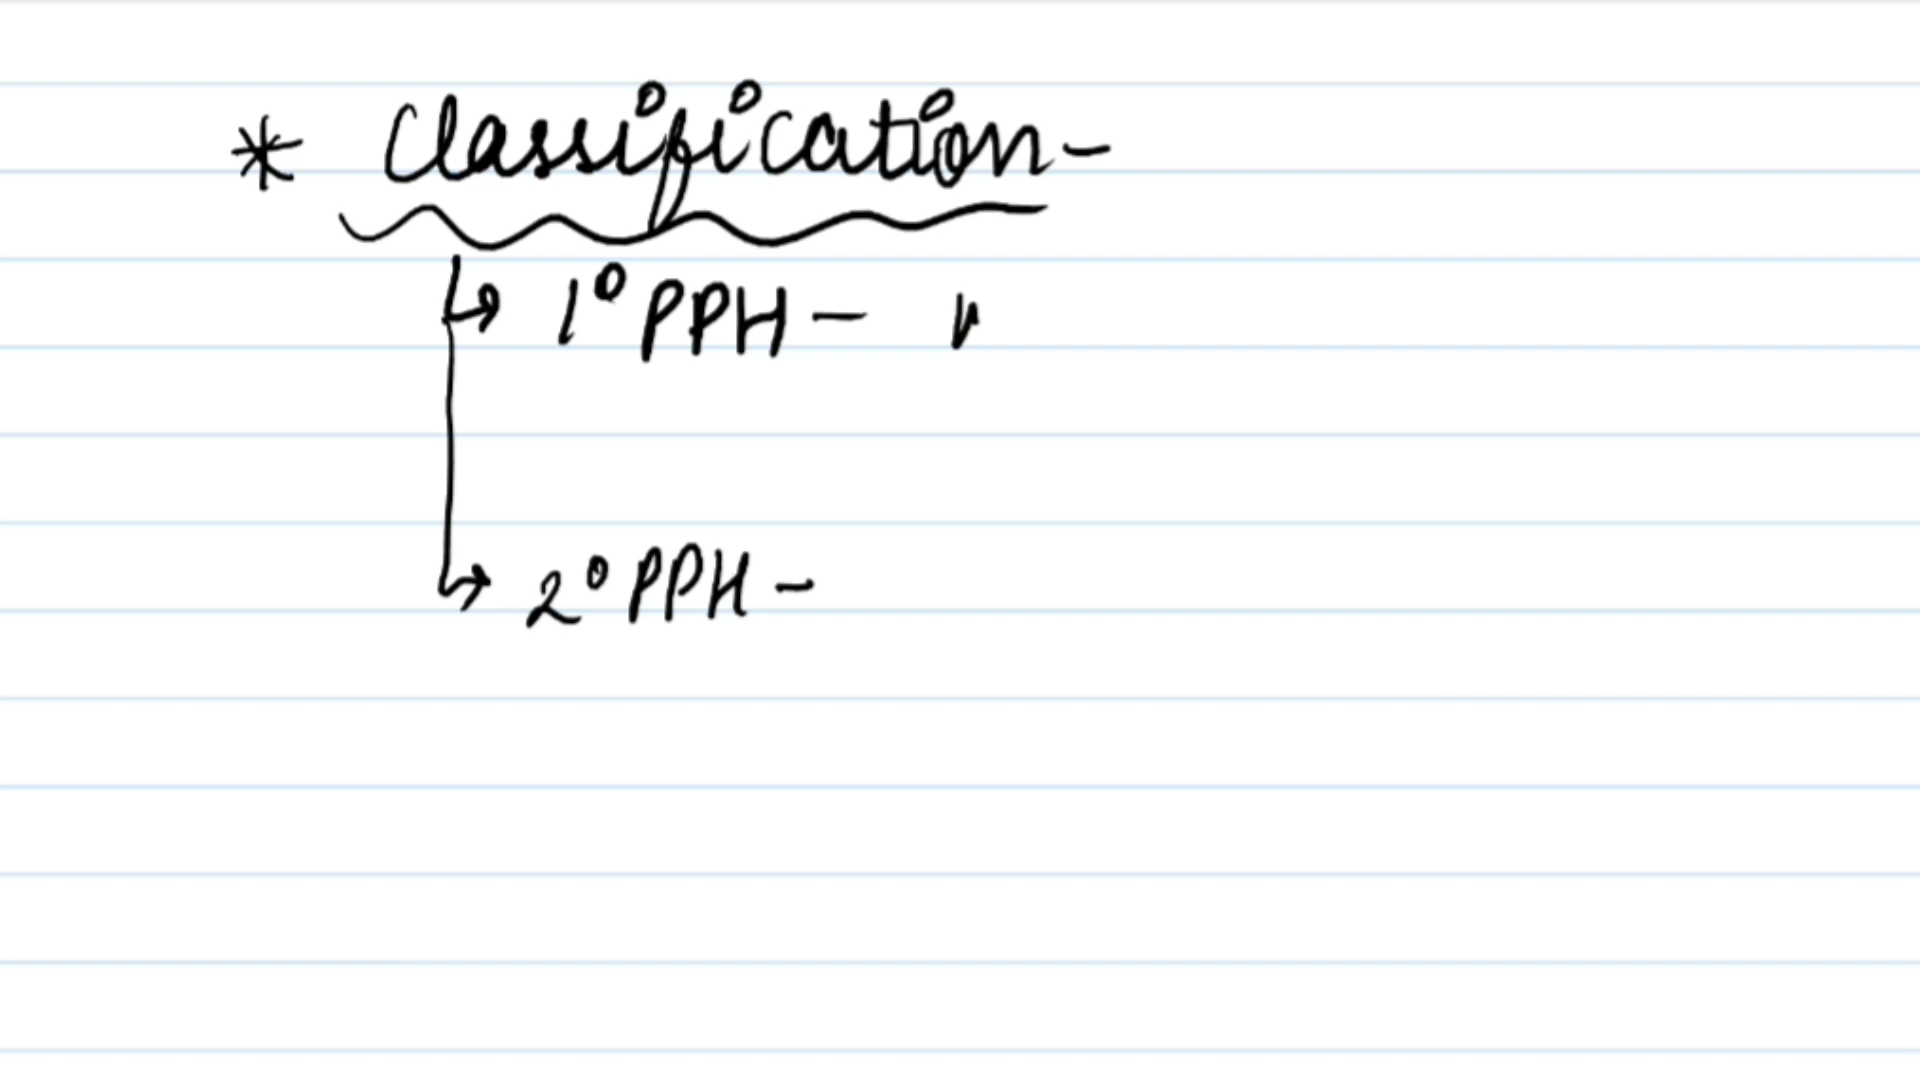 * Classification-
↳ 1° PPH -
↳ 2° PPH -